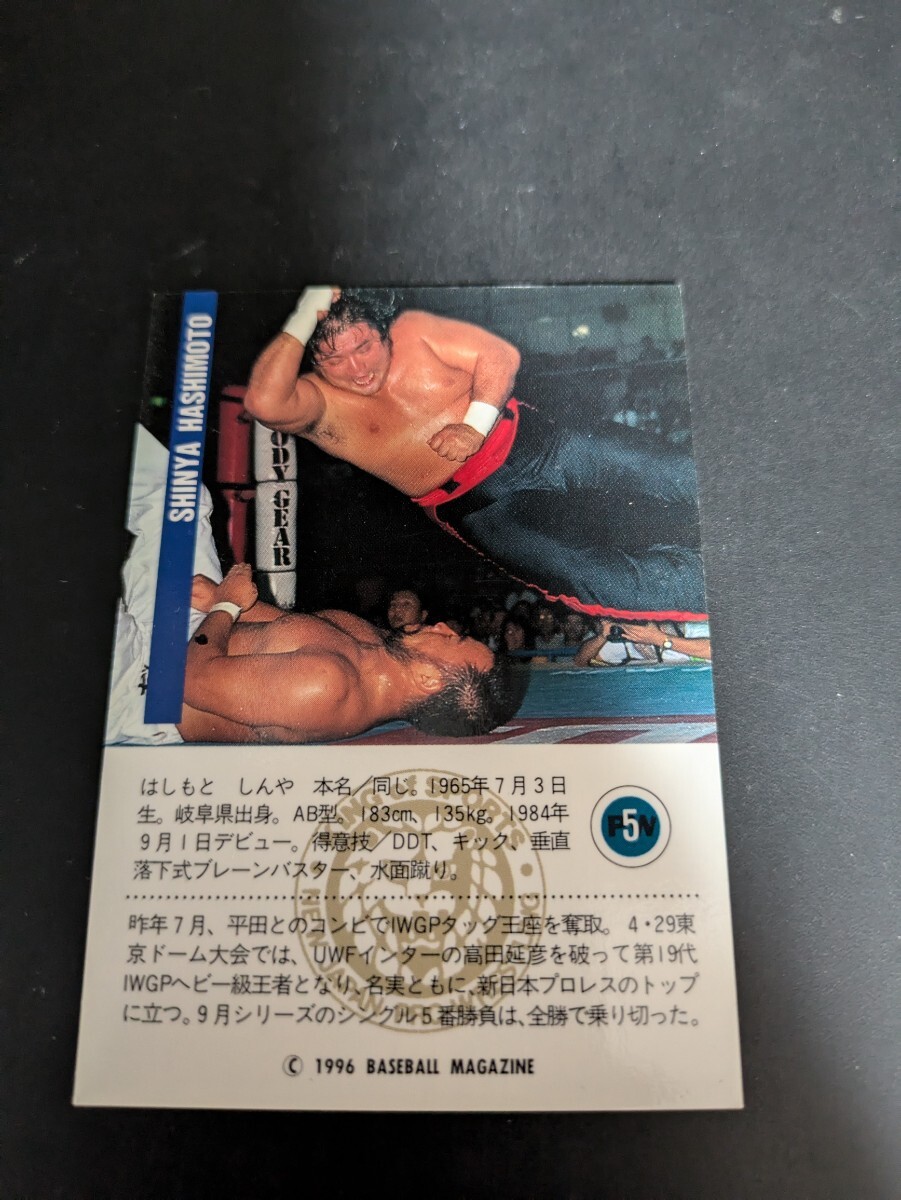 SHINYA HASHIMOTO
ODY GEAR
はしもと しんや 本名／同じ。1965年7月3日
生。岐阜県出身。AB型。183cm、135kg。1984年
9月1日デビュー。得意技／DDT、キック、垂直
落下式ブレーンバスター、水面蹴り。
5
昨年7月、平田とのコンビでIWGPタッグ王座を奪取。4・29東
京ドーム大会では、UWFインターの高田延彦を破って第19代
IWGPヘビー級王者となり、名実ともに、新日本プロレスのトップ
に立つ。9月シリーズのシングル5番勝負は、全勝で乗り切った。
KING of SPORTS
NEW JAPAN PRO-WRESTLING
© 1996 BASEBALL MAGAZINE